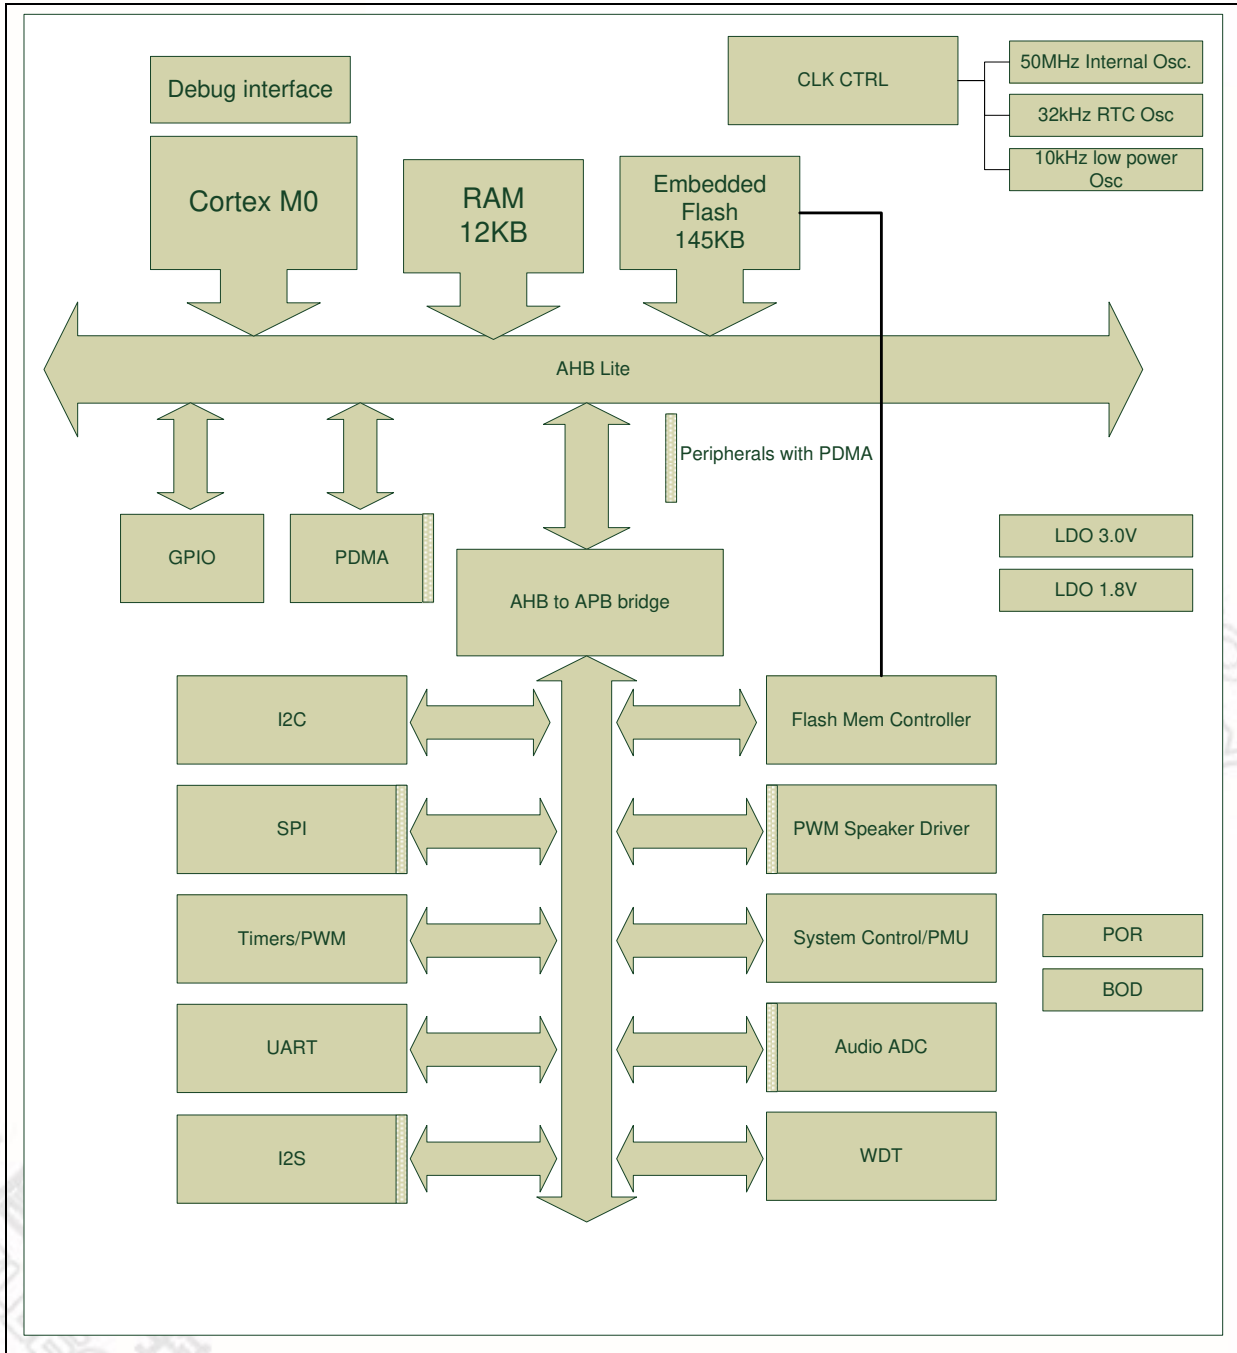 Debug interface
CLK CTRL
50MHz Internal Osc.
32kHz RTC Osc
10kHz low power
Osc
Cortex M0
RAM
12KB
Embedded
Flash
145KB
AHB Lite
Peripherals with PDMA
GPIO
PDMA
AHB to APB bridge
LDO 3.0V
LDO 1.8V
I2C
Flash Mem Controller
SPI
PWM Speaker Driver
Timers/PWM
System Control/PMU
POR
BOD
UART
Audio ADC
I2S
WDT